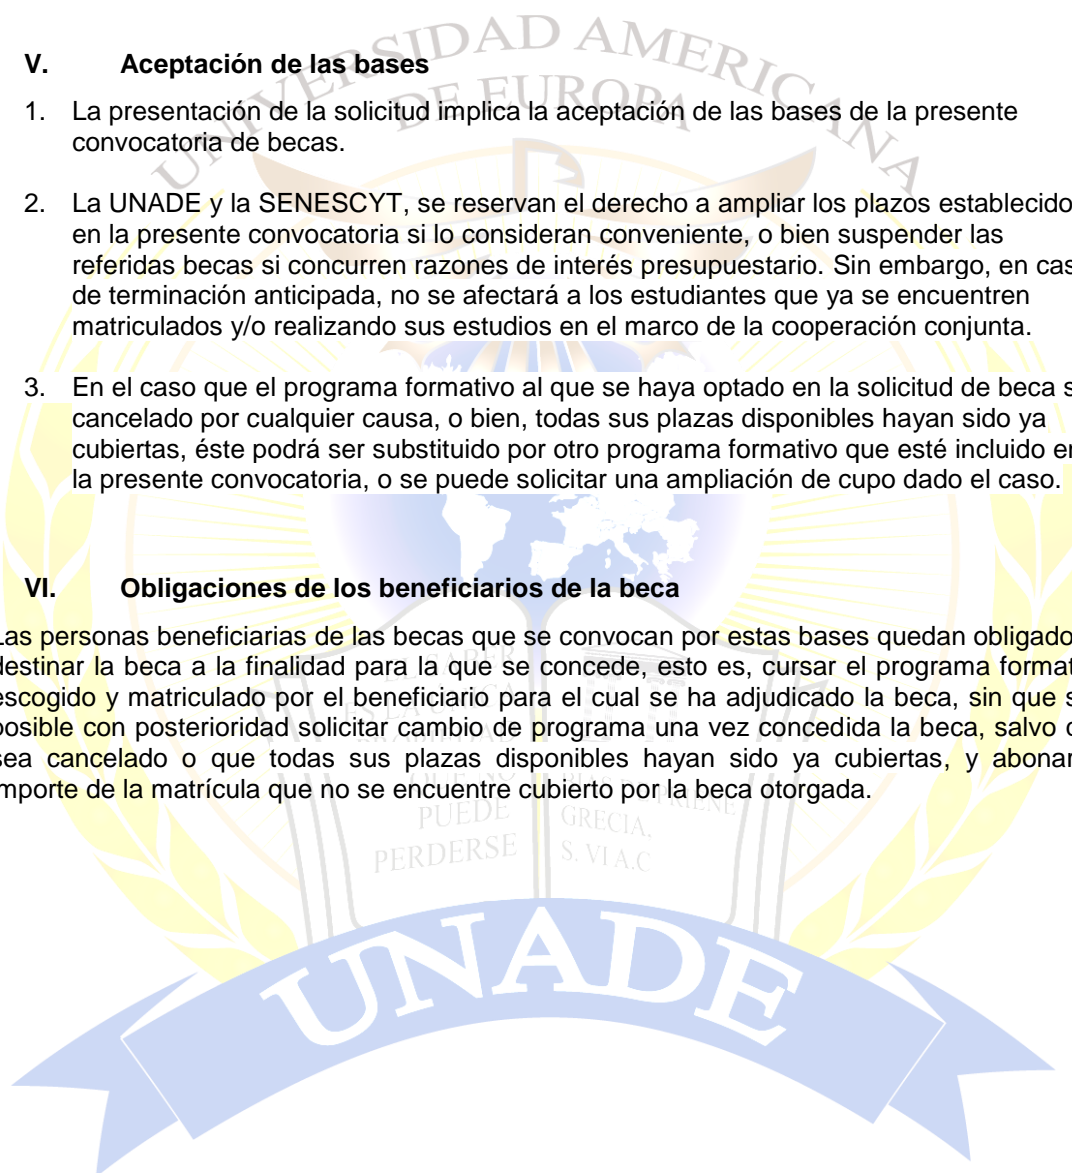 UNIVERSIDAD AMERICANA
DE EUROPA
V. Aceptación de las bases
1. La presentación de la solicitud implica la aceptación de las bases de la presente
convocatoria de becas.
2. La UNADE y la SENESCYT, se reservan el derecho a ampliar los plazos establecido
en la presente convocatoria si lo consideran conveniente, o bien suspender las
referidas becas si concurren razones de interés presupuestario. Sin embargo, en cas
de terminación anticipada, no se afectará a los estudiantes que ya se encuentren
matriculados y/o realizando sus estudios en el marco de la cooperación conjunta.
3. En el caso que el programa formativo al que se haya optado en la solicitud de beca s
cancelado por cualquier causa, o bien, todas sus plazas disponibles hayan sido ya
cubiertas, éste podrá ser substituido por otro programa formativo que esté incluido en
la presente convocatoria, o se puede solicitar una ampliación de cupo dado el caso.
VI. Obligaciones de los beneficiarios de la beca
Las personas beneficiarias de las becas que se convocan por estas bases quedan obligado
destinar la beca a la finalidad para la que se concede, esto es, cursar el programa format
escogido y matriculado por el beneficiario para el cual se ha adjudicado la beca, sin que s
posible con posterioridad solicitar cambio de programa una vez concedida la beca, salvo
sea cancelado o que todas sus plazas disponibles hayan sido ya cubiertas, y abonar
importe de la matrícula que no se encuentre cubierto por la beca otorgada.
EL SABER
ES LA ÚNICA
QUE NO
PUEDE
PERDERSE
BIAS DE PRIENE
GRECIA,
S. VI A.C
UNADE